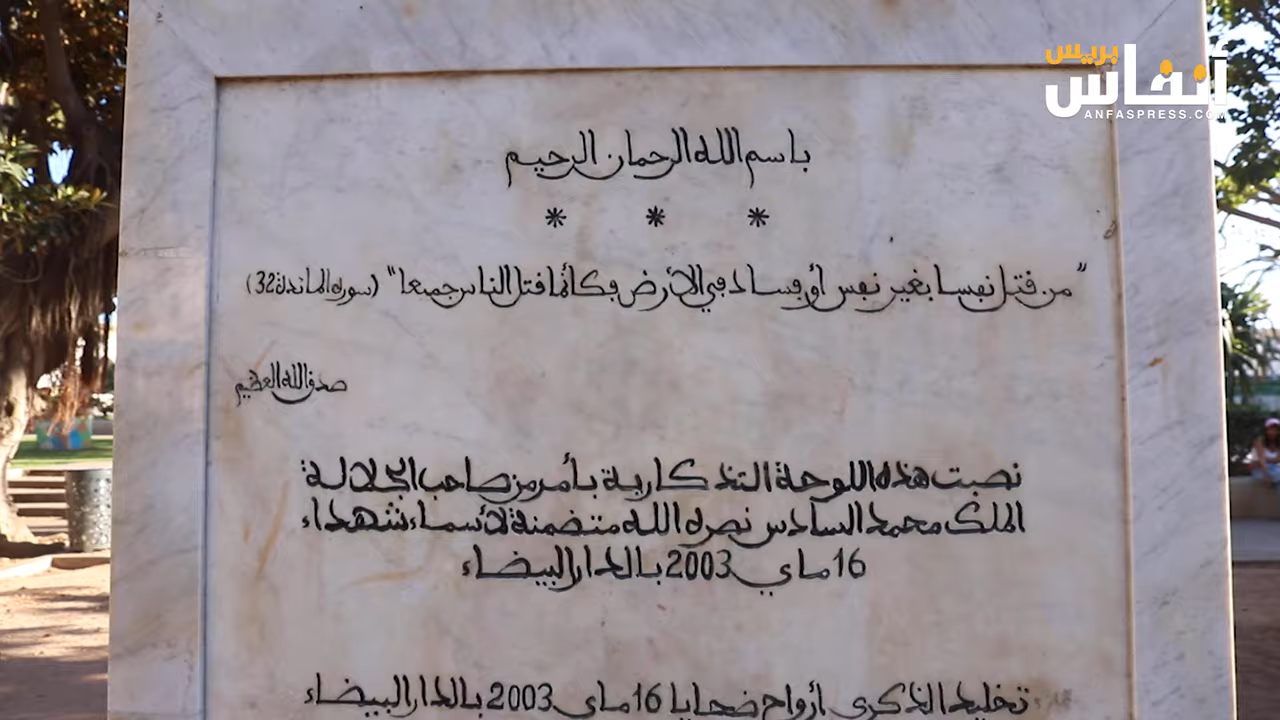 أنفاس بريس
ANFASPRESS.COM
باسم الله الرحمان الرحيم
* * *
"من قتل نفسا بغير نفس أو فساد في الأرض فكأنما قتل الناس جميعا" (سورة المائدة 32)
صدق الله العظيم
نصبت هذه اللوحة التذكارية بأمر من صاحب الجلالة
الملك محمد السادس نصره الله متضمنة لأسماء شهداء
16 ماي 2003 بالدار البيضاء
تخليد الذكرى أرواح ضحايا 16 ماي 2003 بالدار البيضاء